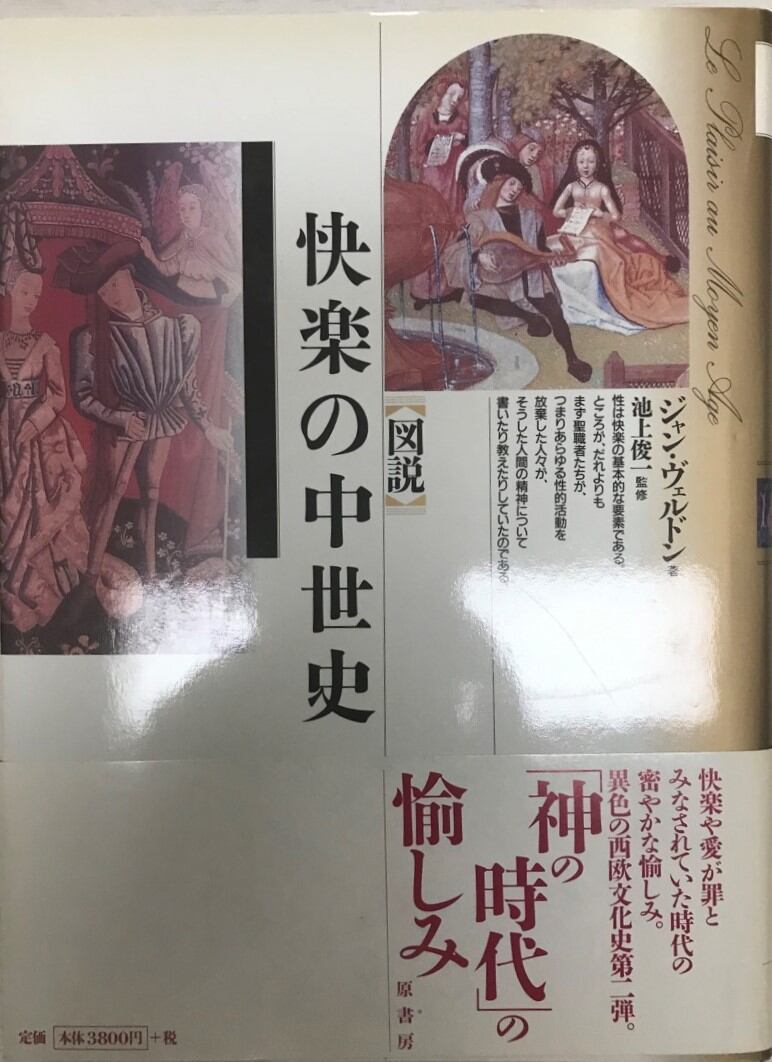 Le Plaisir au Moyen Age
ジャン・ヴェルドン 著
池上俊一 監修
性は快楽の基本的な要素である。
ところが、だれよりも
まず聖職者たちが、
つまりあらゆる性的活動を
放棄した人々が、
そうした人間の精神について
書いたり教えたりしていたのである。
【図説】
快楽の中世史
快楽や愛が罪と
みなされていた時代の
密やかな愉しみ。
異色の西欧文化史第二弾。
「神の
時代」の
愉しみ
原書房
定価 本体3800円+税